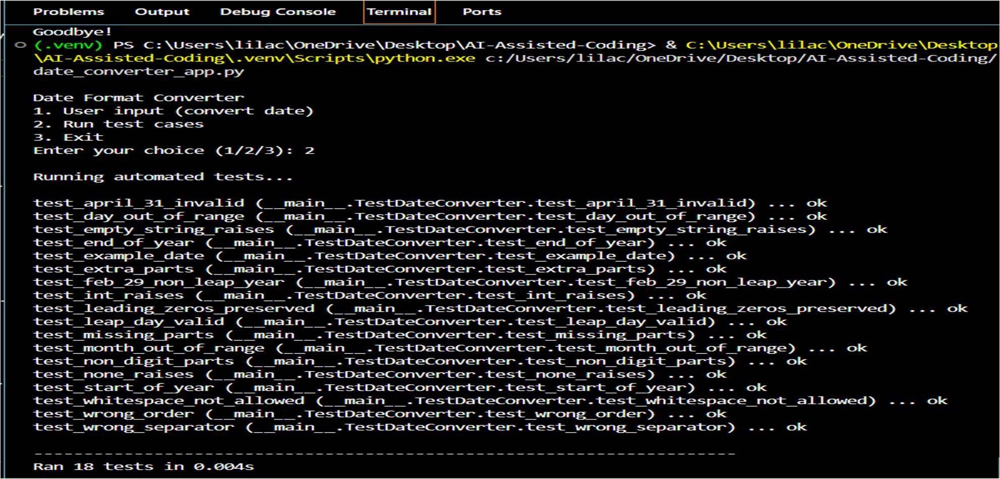 Problems Output Debug Console Terminal Ports
Goodbye!
(.venv) PS C:\Users\lilac\OneDrive\Desktop\AI-Assisted-Coding> & C:\Users\lilac\OneDrive\Desktop
\AI-Assisted-Coding\.venv\Scripts\python.exe c:/Users/lilac/OneDrive/Desktop/AI-Assisted-Coding/
date_converter_app.py
Date Format Converter
1. User input (convert date)
2. Run test cases
3. Exit
Enter your choice (1/2/3): 2
Running automated tests...
test_april_31_invalid (__main__.TestDateConverter.test_april_31_invalid) ... ok
test_day_out_of_range (__main__.TestDateConverter.test_day_out_of_range) ... ok
test_empty_string_raises (__main__.TestDateConverter.test_empty_string_raises) ... ok
test_end_of_year (__main__.TestDateConverter.test_end_of_year) ... ok
test_example_date (__main__.TestDateConverter.test_example_date) ... ok
test_extra_parts (__main__.TestDateConverter.test_extra_parts) ... ok
test_feb_29_non_leap_year (__main__.TestDateConverter.test_feb_29_non_leap_year) ... ok
test_int_raises (__main__.TestDateConverter.test_int_raises) ... ok
test_leading_zeros_preserved (__main__.TestDateConverter.test_leading_zeros_preserved) ... ok
test_leap_day_valid (__main__.TestDateConverter.test_leap_day_valid) ... ok
test_missing_parts (__main__.TestDateConverter.test_missing_parts) ... ok
test_month_out_of_range (__main__.TestDateConverter.test_month_out_of_range) ... ok
test_non_digit_parts (__main__.TestDateConverter.test_non_digit_parts) ... ok
test_none_raises (__main__.TestDateConverter.test_none_raises) ... ok
test_start_of_year (__main__.TestDateConverter.test_start_of_year) ... ok
test_whitespace_not_allowed (__main__.TestDateConverter.test_whitespace_not_allowed) ... ok
test_wrong_order (__main__.TestDateConverter.test_wrong_order) ... ok
test_wrong_separator (__main__.TestDateConverter.test_wrong_separator) ... ok
----------------------------------------------------------------------
Ran 18 tests in 0.004s